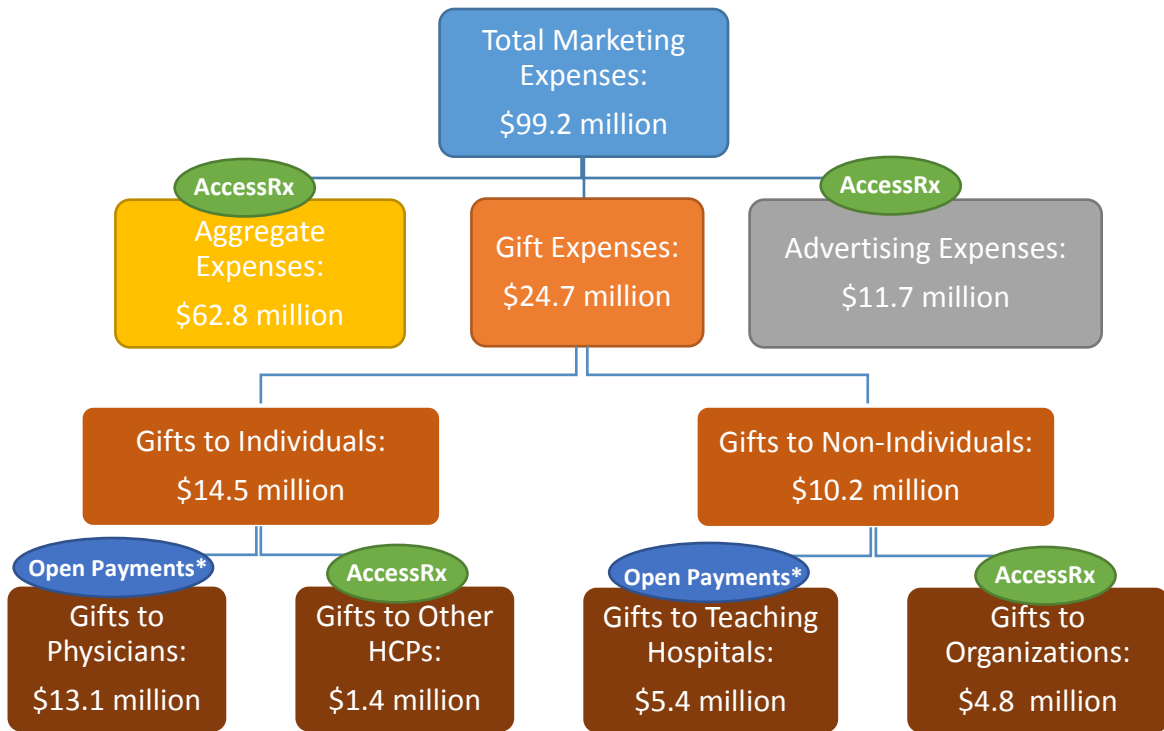 Total Marketing
Expenses:
$99.2 million
AccessRx
Aggregate
Expenses:
$62.8 million
Gift Expenses:
$24.7 million
AccessRx
Advertising Expenses:
$11.7 million
Gifts to Individuals:
$14.5 million
Gifts to Non-Individuals:
$10.2 million
Open Payments*
Gifts to
Physicians:
$13.1 million
AccessRx
Gifts to Other
HCPs:
$1.4 million
Open Payments*
Gifts to Teaching
Hospitals:
$5.4 million
AccessRx
Gifts to
Organizations:
$4.8 million